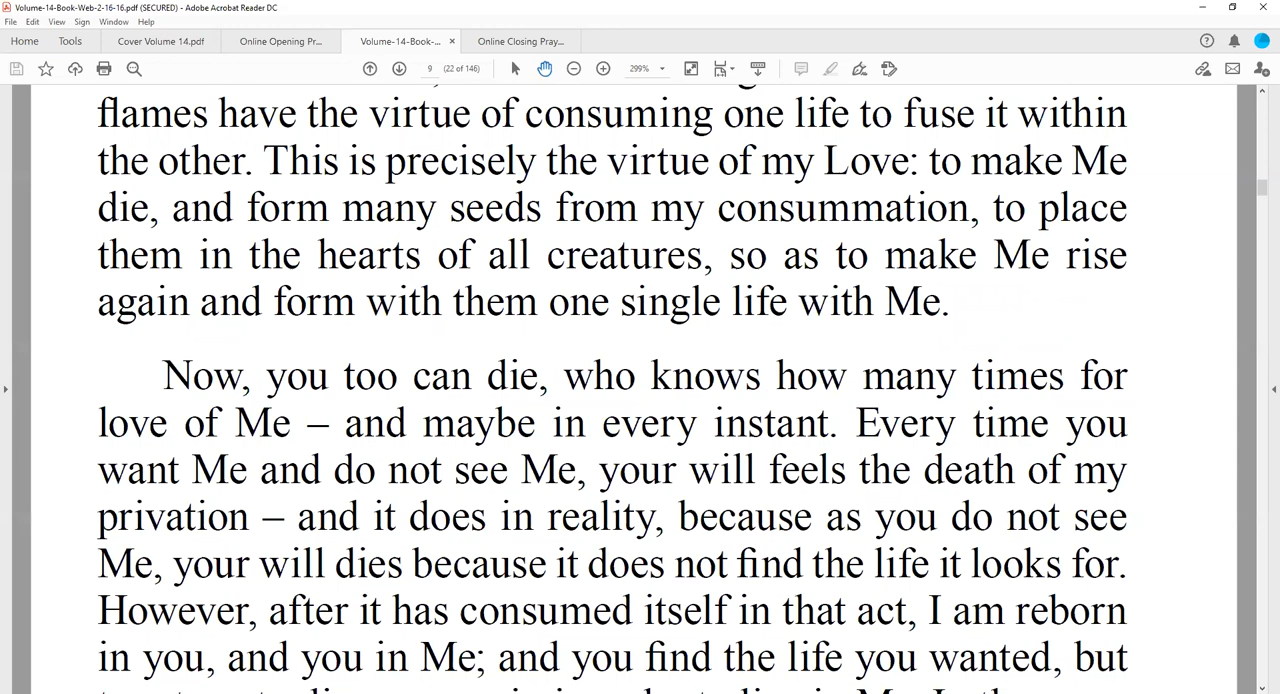 Volume-14-Book-Web-2-16-16.pdf (SECURED) - Adobe Acrobat Reader DC
File Edit View Sign Window Help
Home Tools Cover Volume 14.pdf Online Opening Pr... Volume-14-Book-... × Online Closing Pray...
9 (22 of 146) 299%
flames have the virtue of consuming one life to fuse it within
the other. This is precisely the virtue of my Love: to make Me
die, and form many seeds from my consummation, to place
them in the hearts of all creatures, so as to make Me rise
again and form with them one single life with Me.
Now, you too can die, who knows how many times for
love of Me – and maybe in every instant. Every time you
want Me and do not see Me, your will feels the death of my
privation – and it does in reality, because as you do not see
Me, your will dies because it does not find the life it looks for.
However, after it has consumed itself in that act, I am reborn
in you, and you in Me; and you find the life you wanted, but